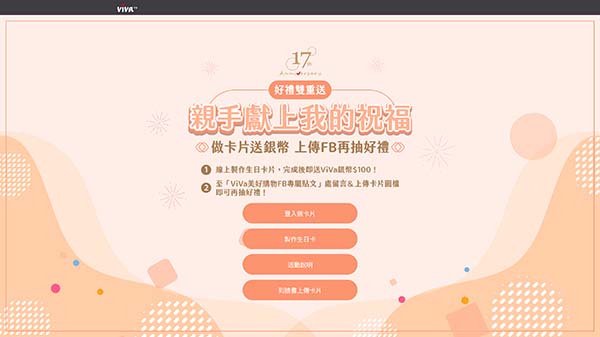 ViVA TV
17th
Anniversary
好禮雙重送
親手獻上我的祝福
做卡片送銀幣 上傳FB再抽好禮
1 線上製作生日卡片，完成後即送ViVa銀幣$100！
2 至「ViVa美好購物FB專屬貼文」處留言&上傳卡片圖檔
即可再抽好禮！
登入做卡片
製作生日卡
活動說明
到臉書上傳卡片